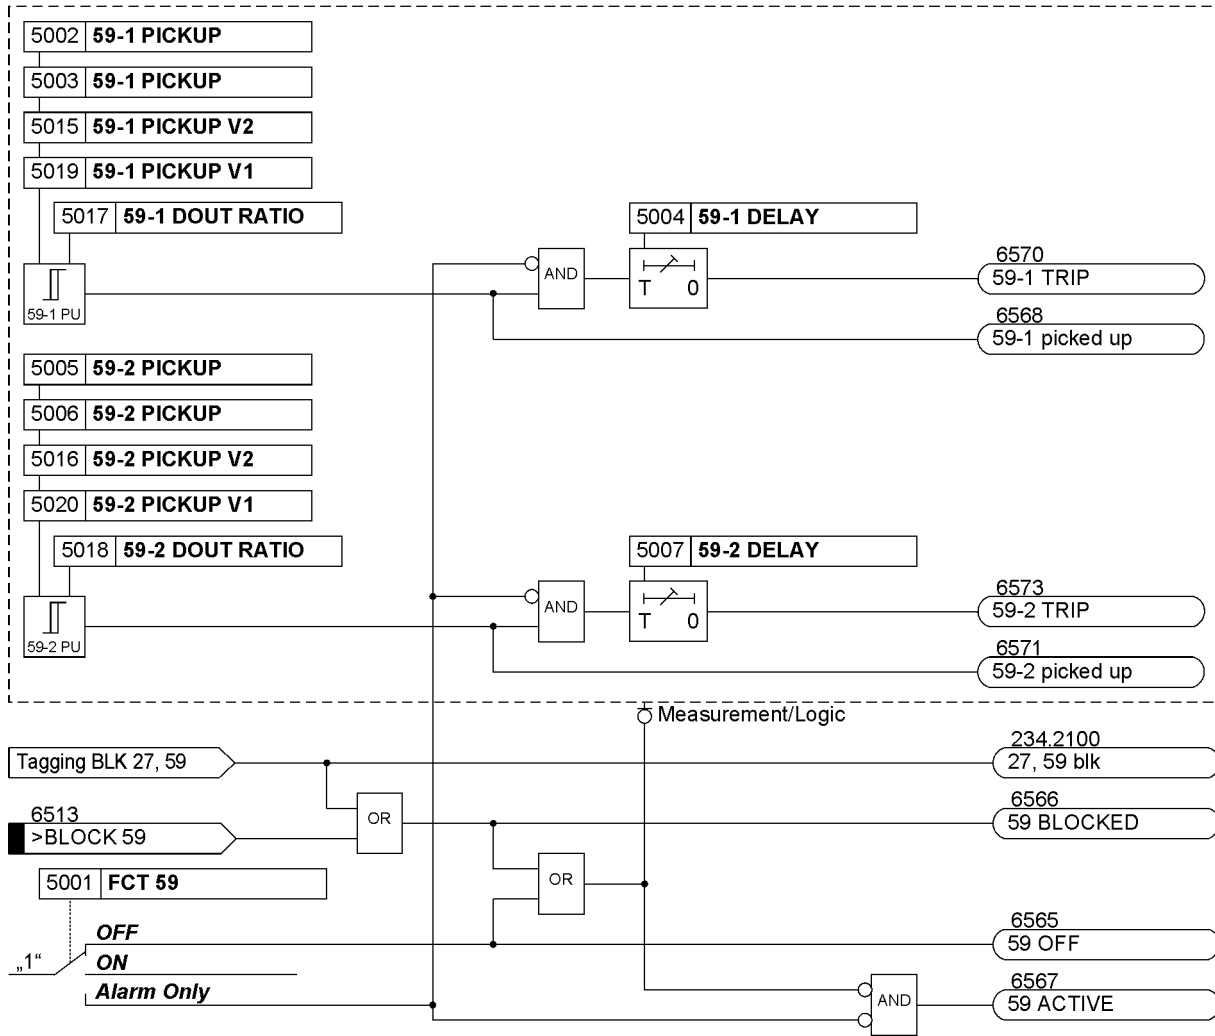 5002 59-1 PICKUP
5003 59-1 PICKUP
5015 59-1 PICKUP V2
5019 59-1 PICKUP V1
5017 59-1 DOUT RATIO
5004 59-1 DELAY
59-1 PU
AND
T 0
6570
59-1 TRIP
6568
59-1 picked up
5005 59-2 PICKUP
5006 59-2 PICKUP
5016 59-2 PICKUP V2
5020 59-2 PICKUP V1
5018 59-2 DOUT RATIO
5007 59-2 DELAY
59-2 PU
AND
T 0
6573
59-2 TRIP
6571
59-2 picked up
Measurement/Logic
Tagging BLK 27, 59
234.2100
27, 59 blk
6513
>BLOCK 59
OR
6566
59 BLOCKED
5001 FCT 59
OR
„1“
OFF
ON
Alarm Only
6565
59 OFF
AND
6567
59 ACTIVE